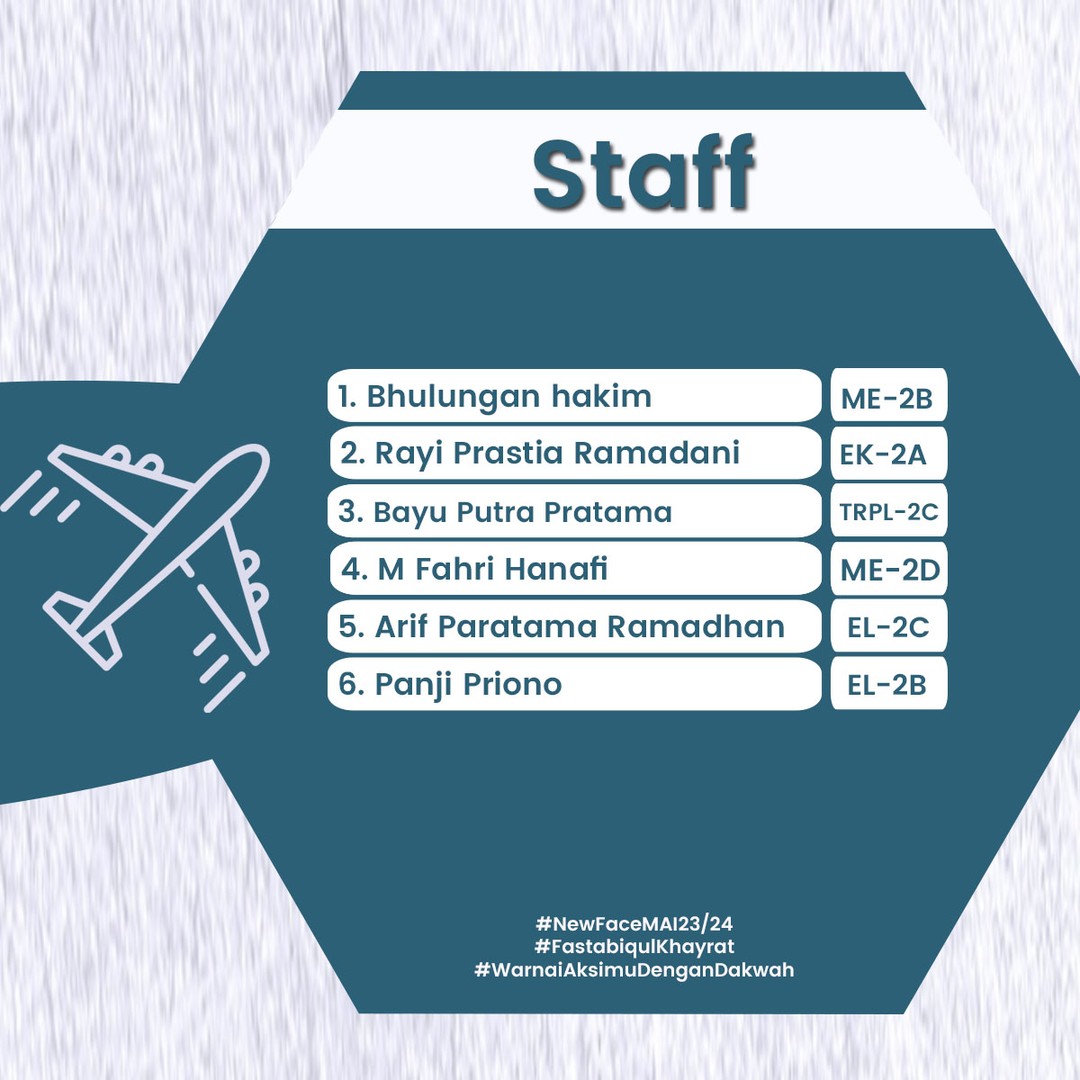 Staff
1. Bhulungan hakim ME-2B
2. Rayi Prastia Ramadani EK-2A
3. Bayu Putra Pratama TRPL-2C
4. M Fahri Hanafi ME-2D
5. Arif Paratama Ramadhan EL-2C
6. Panji Priono EL-2B
#NewFaceMAI23/24
#FastabiqulKhayrat
#WarnaiAksimuDenganDakwah